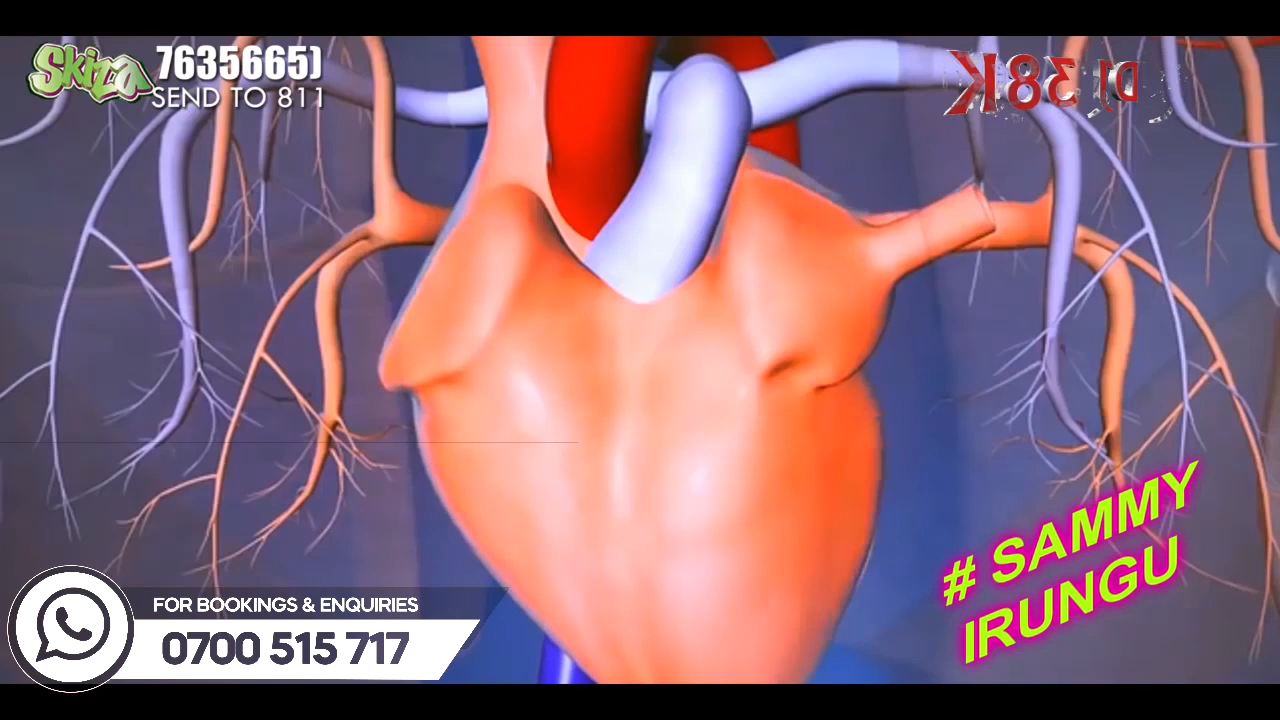 Skiza 7635665)
SEND TO 811
DJ 38K
# SAMMY
IRUNGU
FOR BOOKINGS & ENQUIRIES
0700 515 717